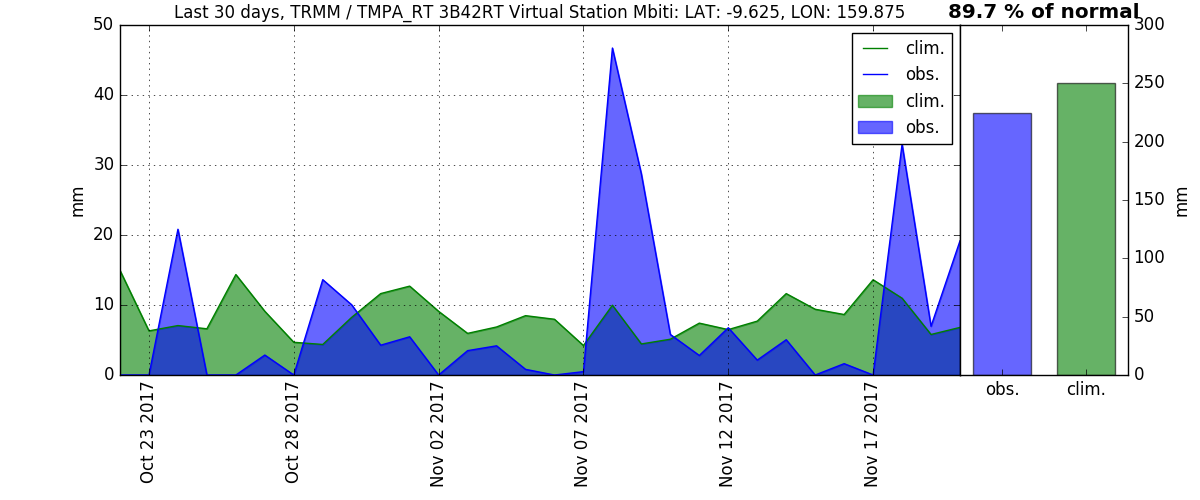 Last 30 days, TRMM / TMPA_RT 3B42RT Virtual Station Mbiti: LAT: -9.625, LON: 159.875
89.7 % of normal
50
40
30
20
10
0
mm
clim.
obs.
clim.
obs.
300
250
200
150
100
50
0
mm
obs.
clim.
Oct 23 2017
Oct 28 2017
Nov 02 2017
Nov 07 2017
Nov 12 2017
Nov 17 2017